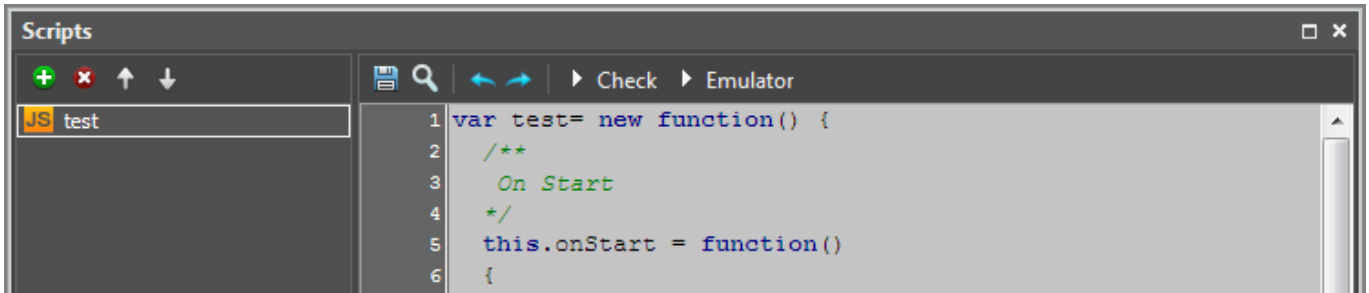 Scripts
Check Emulator
JS test
1 var test= new function() {
2 /**
3 On Start
4 */
5 this.onStart = function()
6 {